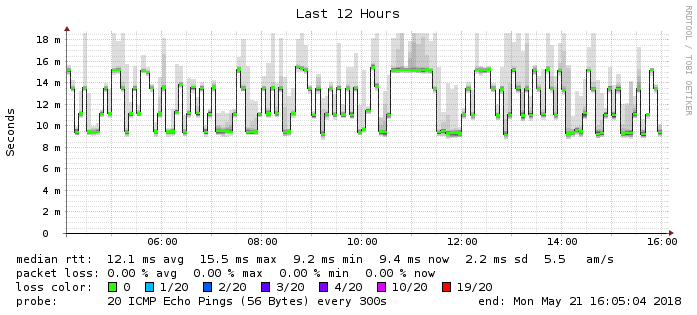 Last 12 Hours
RRDTOOL / TOBI OETIKER
Seconds
18 m
16 m
14 m
12 m
10 m
8 m
6 m
4 m
2 m
0
06:00 08:00 10:00 12:00 14:00 16:00
median rtt: 12.1 ms avg 15.5 ms max 9.2 ms min 9.4 ms now 2.2 ms sd 5.5 am/s
packet loss: 0.00 % avg 0.00 % max 0.00 % min 0.00 % now
loss color: 0 1/20 2/20 3/20 4/20 10/20 19/20
probe: 20 ICMP Echo Pings (56 Bytes) every 300s end: Mon May 21 16:05:04 2018